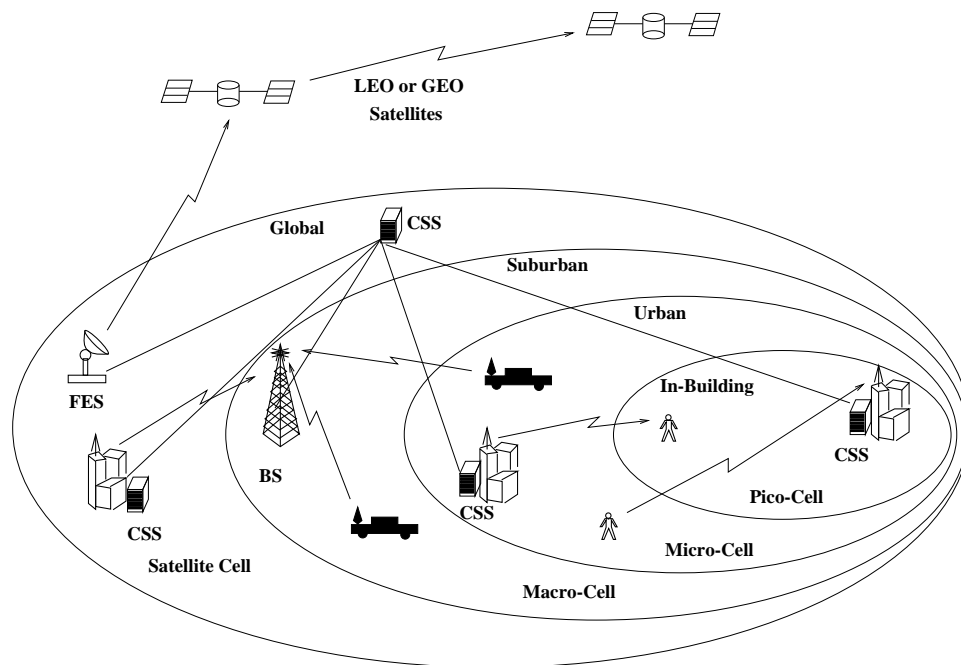 LEO or GEO
Satellites
Global
CSS
Suburban
Urban
In-Building
FES
BS
CSS
CSS
CSS
Pico-Cell
Micro-Cell
Satellite Cell
Macro-Cell